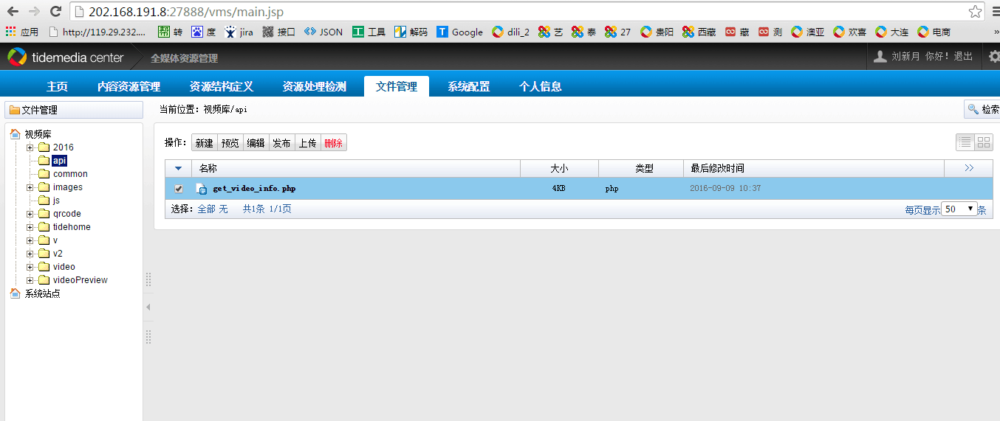 202.168.191.8:27888/vms/main.jsp
应用 http://119.29.232.... 帮 转 度 jira 接口 JSON 工 工具 解码 T Google dili_2 艺 泰 27 贵阳 西藏 藏 测 澳亚 欢喜 大连 电商 »
tidemedia center 全媒体资源管理 刘新月 你好！退出
主页 内容资源管理 资源结构定义 资源处理检测 文件管理 系统配置 个人信息
文件管理 当前位置：视频库/api 检索
视频库
2016
api
common
images
js
qrcode
tidehome
v
v2
video
videoPreview
系统站点
操作： 新建 预览 编辑 发布 上传 删除
名称 大小 类型 最后修改时间 >>
get_video_info.php 4KB php 2016-09-09 10:37
选择：全部 无 共1条 1/1页 每页显示 50 条